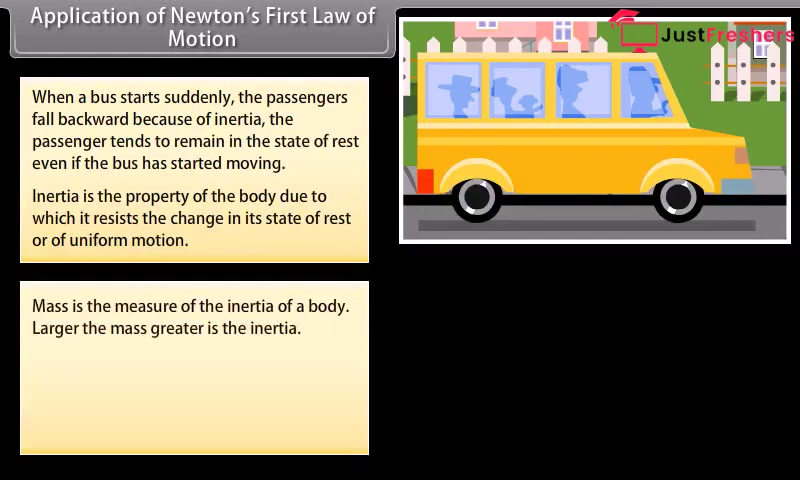 Application of Newton's First Law of
Motion
JustFreshers
When a bus starts suddenly, the passengers
fall backward because of inertia, the
passenger tends to remain in the state of rest
even if the bus has started moving.
Inertia is the property of the body due to
which it resists the change in its state of rest
or of uniform motion.
Mass is the measure of the inertia of a body.
Larger the mass greater is the inertia.